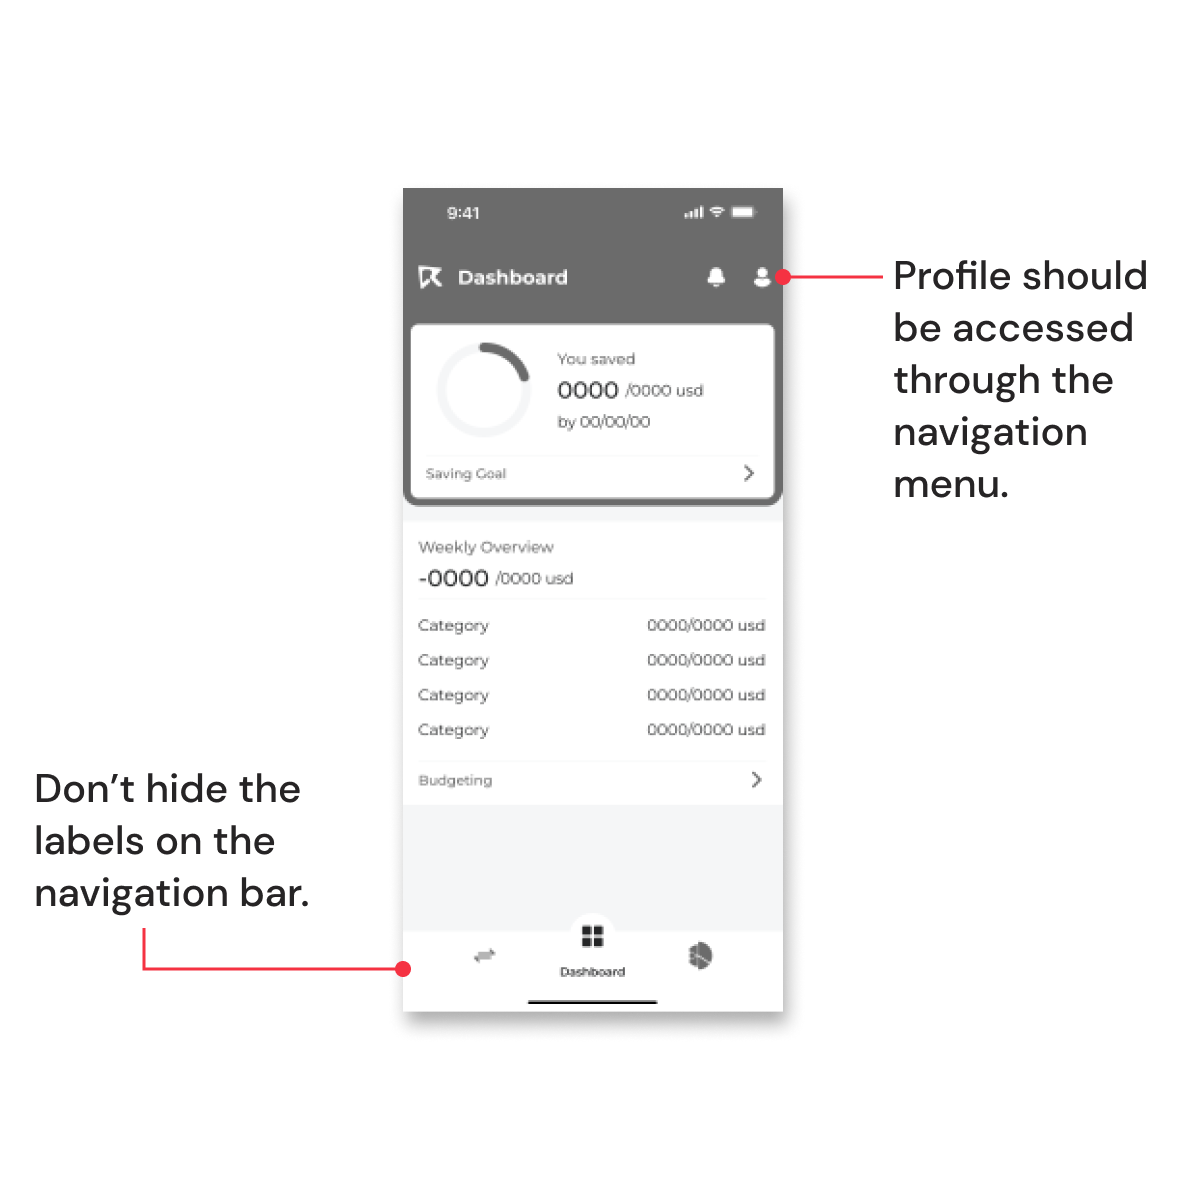 9:41
Dashboard
Profile should
be accessed
through the
navigation
menu.
You saved
0000 /0000 usd
by 00/00/00
Saving Goal
Weekly Overview
-0000 /0000 usd
Category 0000/0000 usd
Category 0000/0000 usd
Category 0000/0000 usd
Category 0000/0000 usd
Budgeting
Don’t hide the
labels on the
navigation bar.
Dashboard